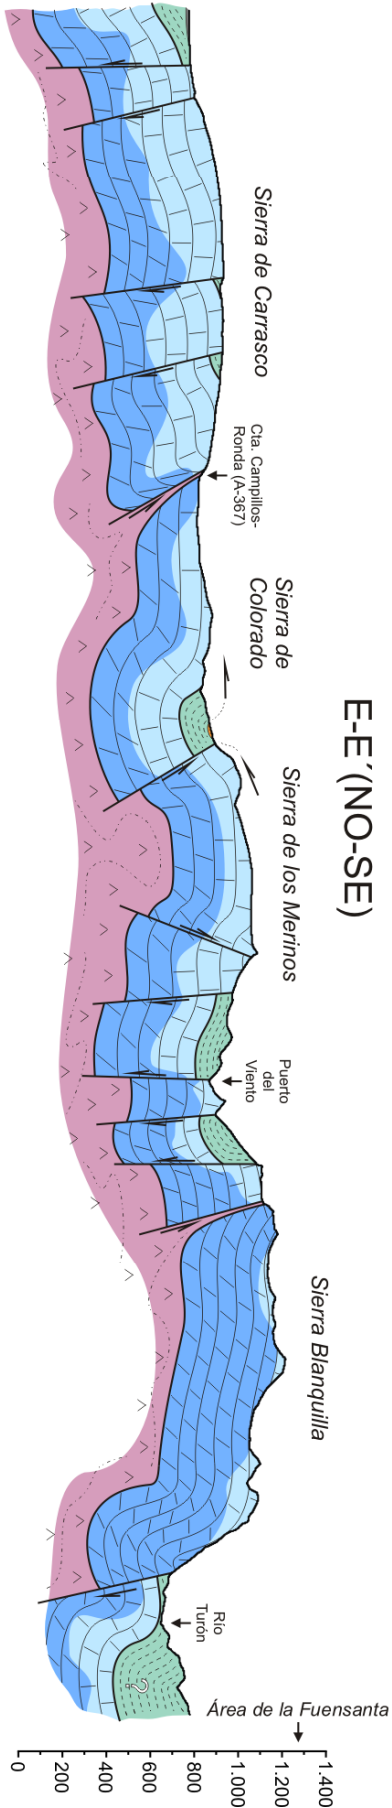 E-E´(NO-SE)
Sierra de Carrasco
Cta. Campillos-
Ronda (A-367)
Sierra de
Colorado
Sierra de los Merinos
Puerto
del
Viento
Sierra Blanquilla
Río
Turón
?
Área de la Fuensanta
1.400
1.200
1.000
800
600
400
200
0